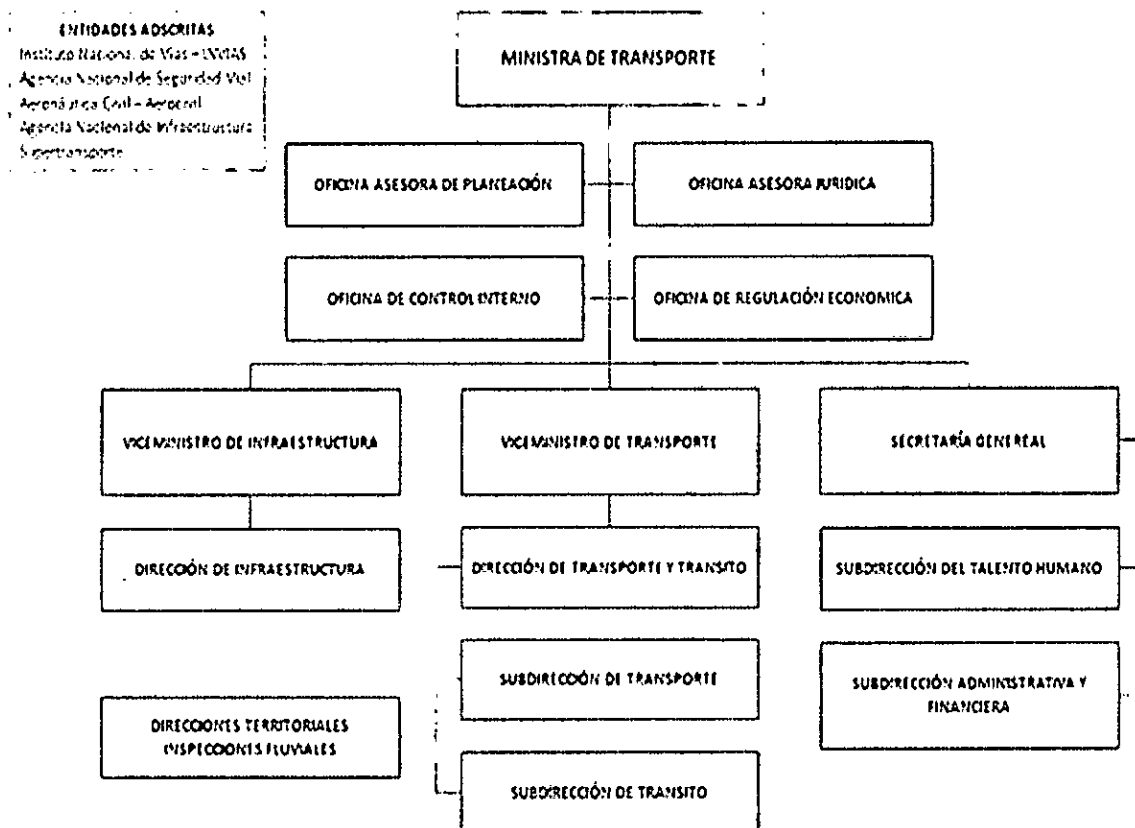 ENTIDADES ADSCRITAS
Instituto Nacional de Vías – INVIAS
Agencia Nacional de Seguridad Vial
Aeronáutica Civil – Aerocivil
Agencia Nacional de Infraestructura
Supertransporte
MINISTRA DE TRANSPORTE
OFICINA ASESORA DE PLANEACIÓN
OFICINA ASESORA JURIDICA
OFICINA DE CONTROL INTERNO
OFICINA DE REGULACIÓN ECONOMICA
VICEMINISTRO DE INFRAESTRUCTURA
VICEMINISTRO DE TRANSPORTE
SECRETARÍA GENEREAL
DIRECCIÓN DE INFRAESTRUCTURA
DIRECCIÓN DE TRANSPORTE Y TRANSITO
SUBDIRECCIÓN DEL TALENTO HUMANO
SUBDIRECCIÓN DE TRANSPORTE
SUBDIRECCIÓN ADMINISTRATIVA Y
FINANCIERA
DIRECCIONES TERRITORIALES
INSPECCIONES FLUVIALES
SUBDIRECCIÓN DE TRANSITO